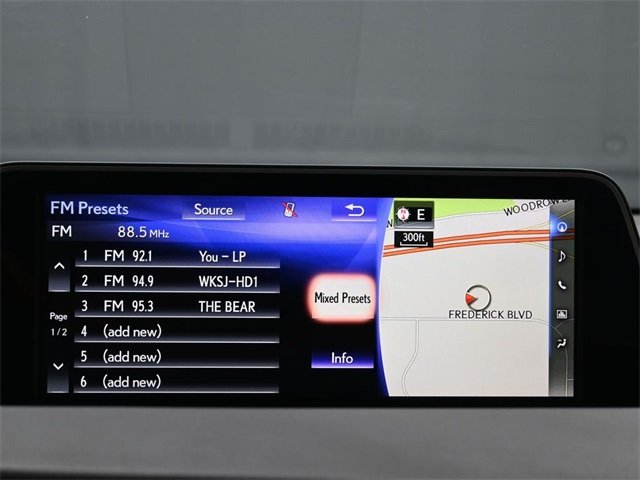 FM Presets Source
FM 88.5 MHz
1 FM 92.1 You - LP
2 FM 94.9 WKSJ-HD1
3 FM 95.3 THE BEAR
Page
1 / 2
4 (add new)
5 (add new)
6 (add new)
Mixed Presets
Info
E
300ft
FREDERICK BLVD